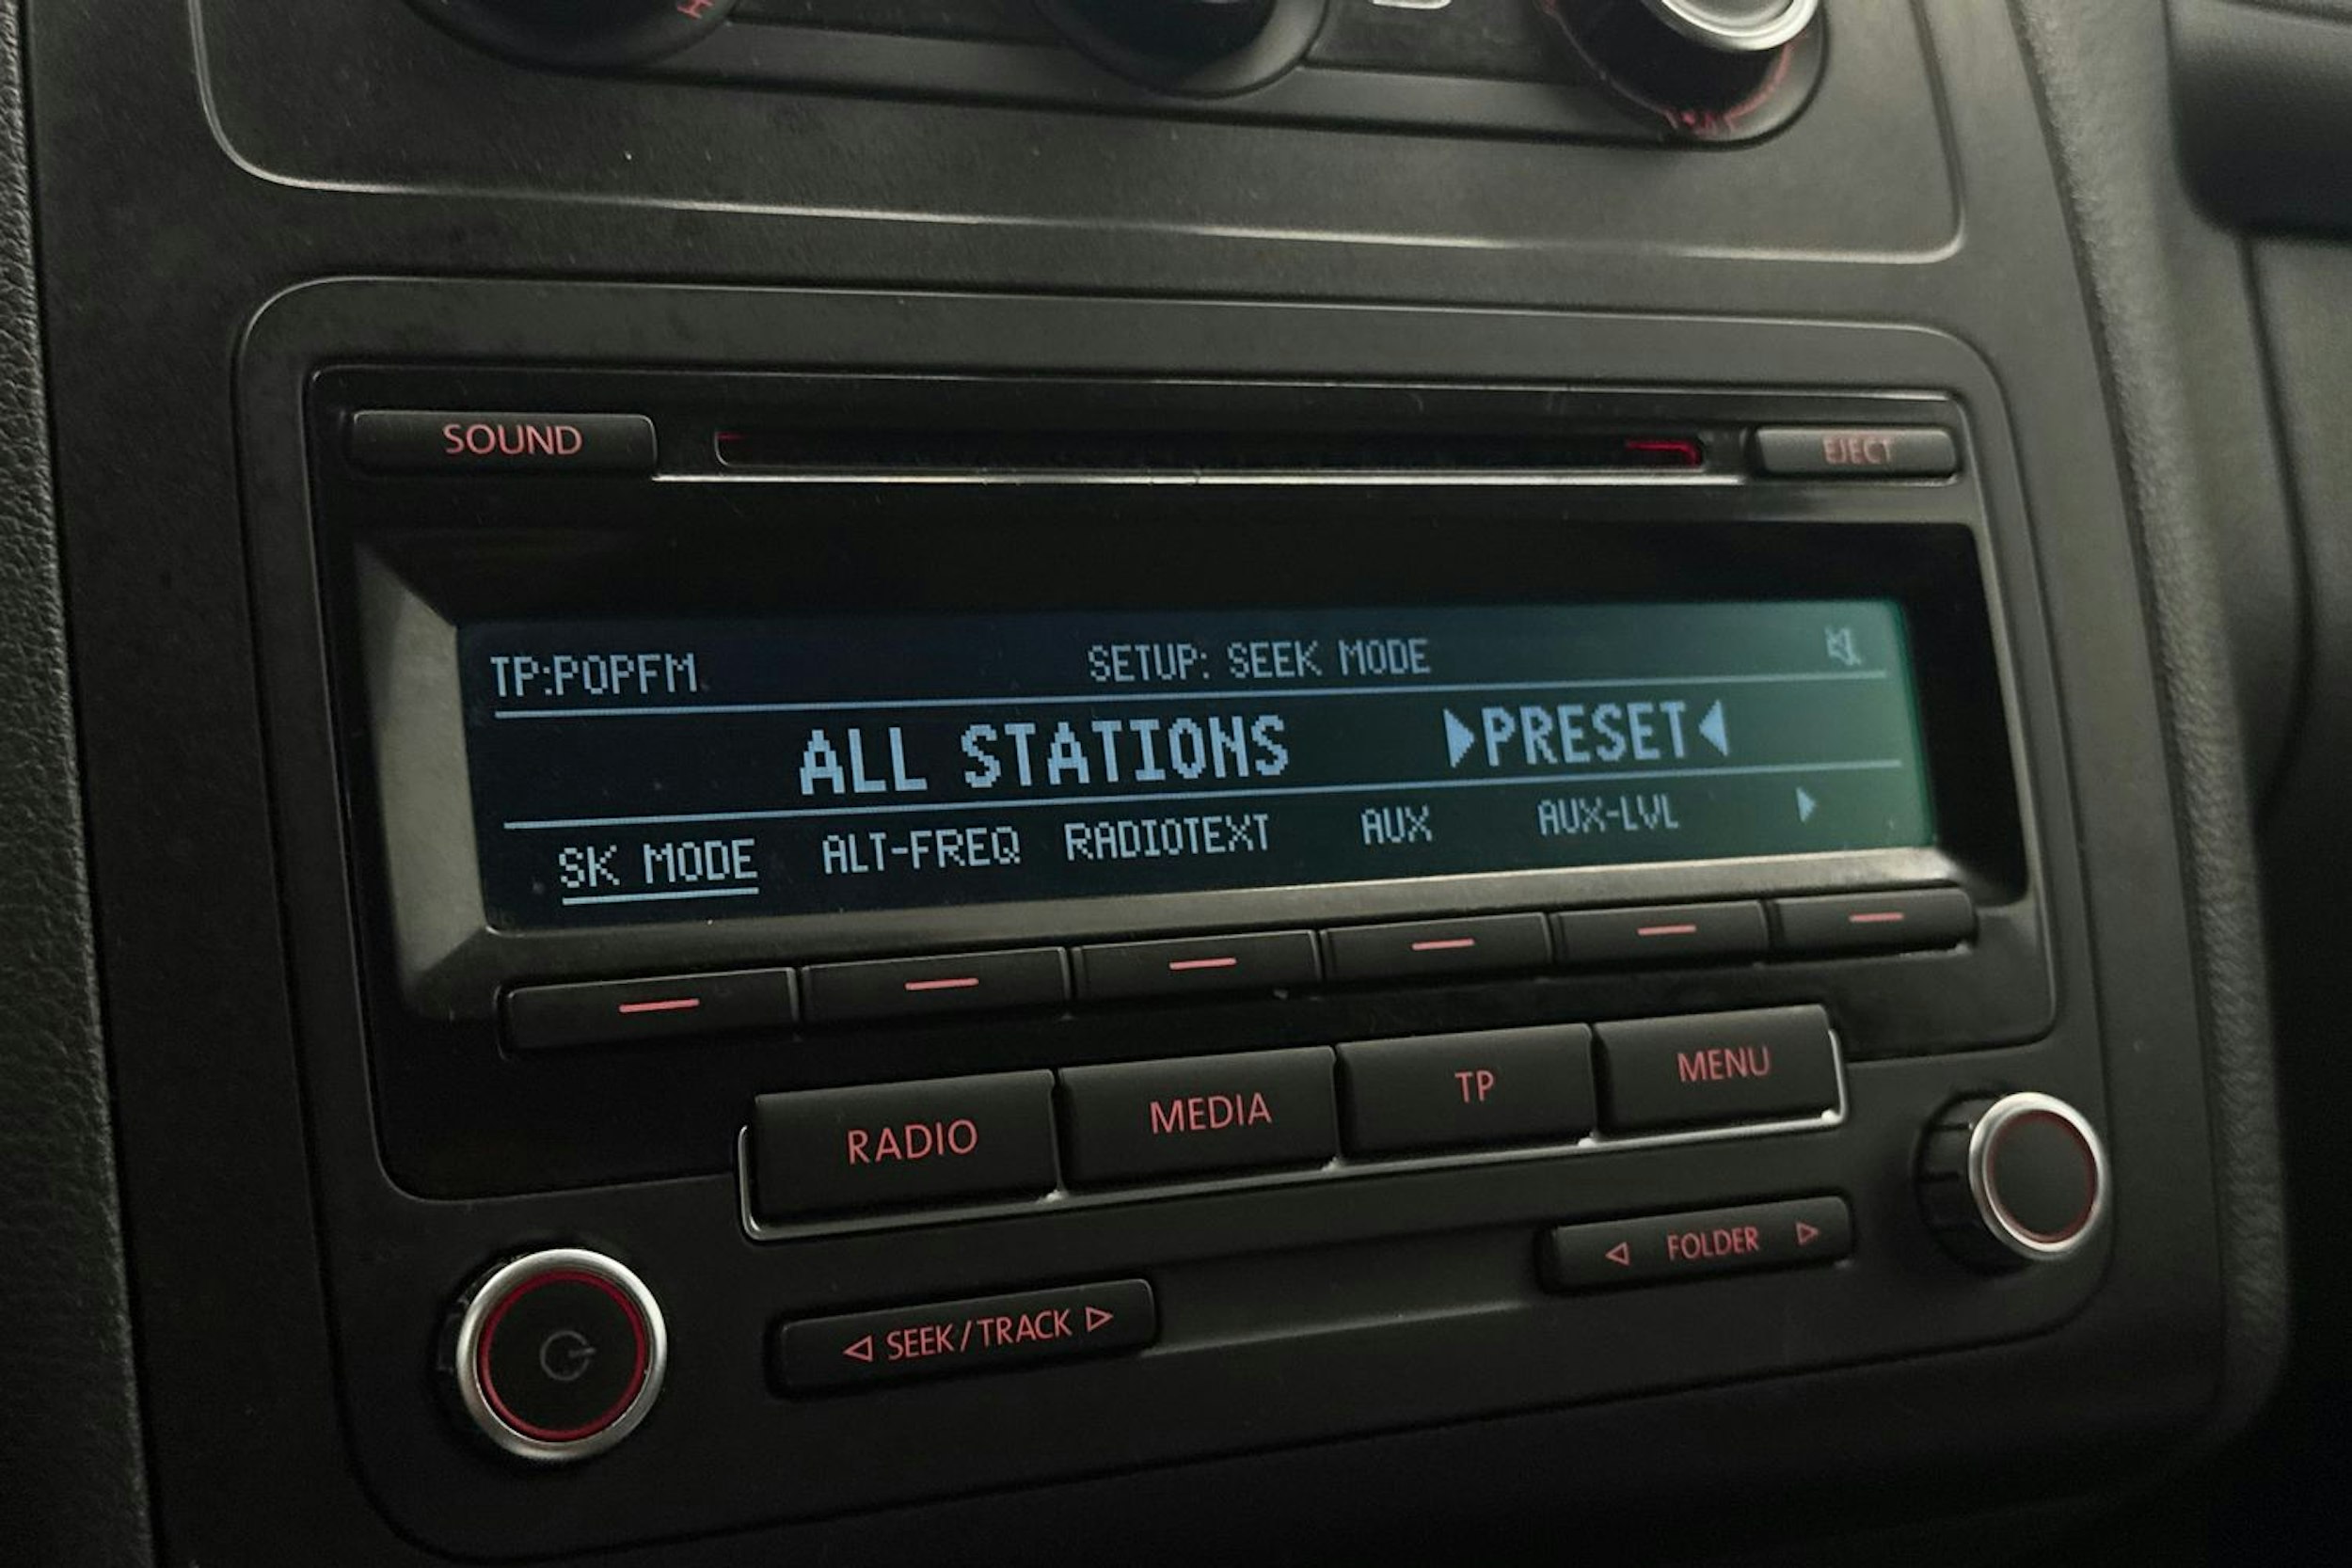 SOUND EJECT
TP:POPFM SETUP: SEEK MODE
ALL STATIONS PRESET
SK MODE ALT-FREQ RADIOTEXT AUX AUX-LVL
RADIO MEDIA TP MENU
SEEK/TRACK FOLDER